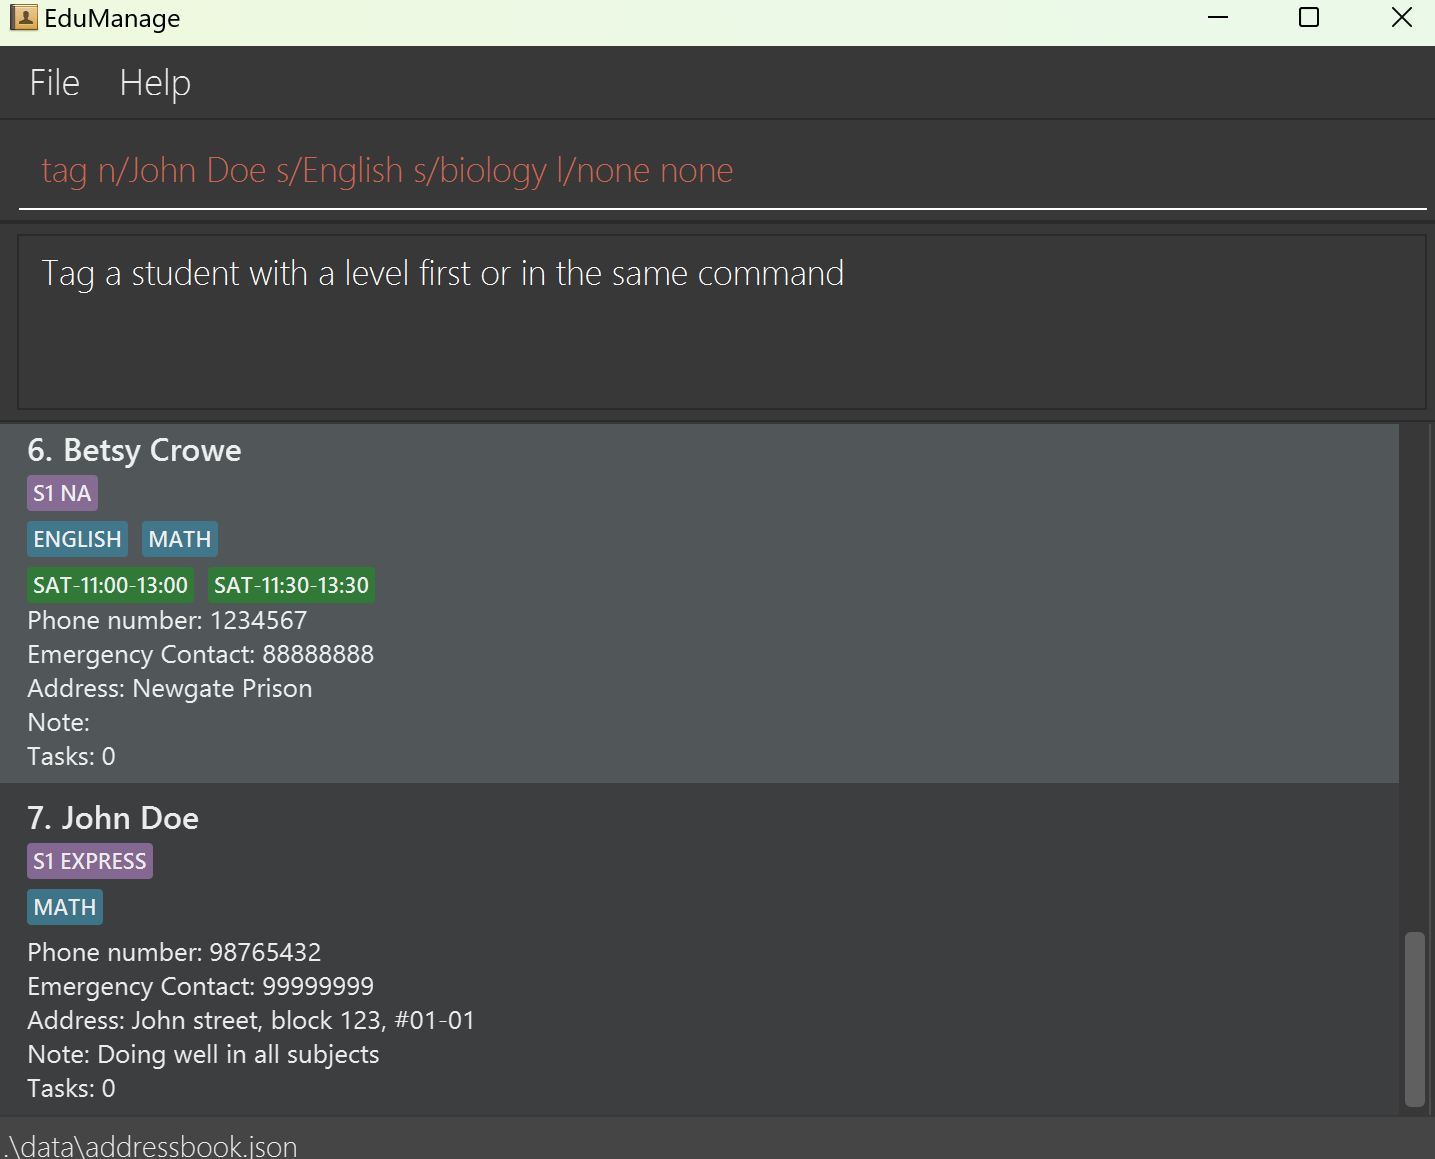 EduManage
File Help
tag n/John Doe s/English s/biology l/none none
Tag a student with a level first or in the same command
6. Betsy Crowe
S1 NA
ENGLISH MATH
SAT-11:00-13:00 SAT-11:30-13:30
Phone number: 1234567
Emergency Contact: 88888888
Address: Newgate Prison
Note:
Tasks: 0
7. John Doe
S1 EXPRESS
MATH
Phone number: 98765432
Emergency Contact: 99999999
Address: John street, block 123, #01-01
Note: Doing well in all subjects
Tasks: 0
.\data\addressbook.json